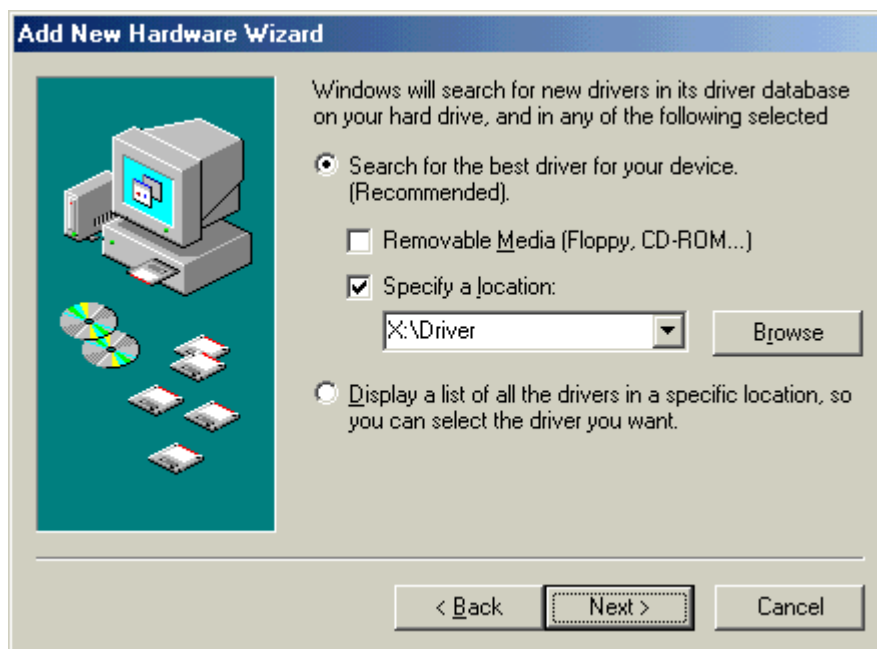 Add New Hardware Wizard
Windows will search for new drivers in its driver database
on your hard drive, and in any of the following selected
Search for the best driver for your device.
(Recommended).
Removable Media (Floppy, CD-ROM...)
Specify a location:
X:\Driver
Browse
Display a list of all the drivers in a specific location, so
you can select the driver you want.
< Back
Next >
Cancel